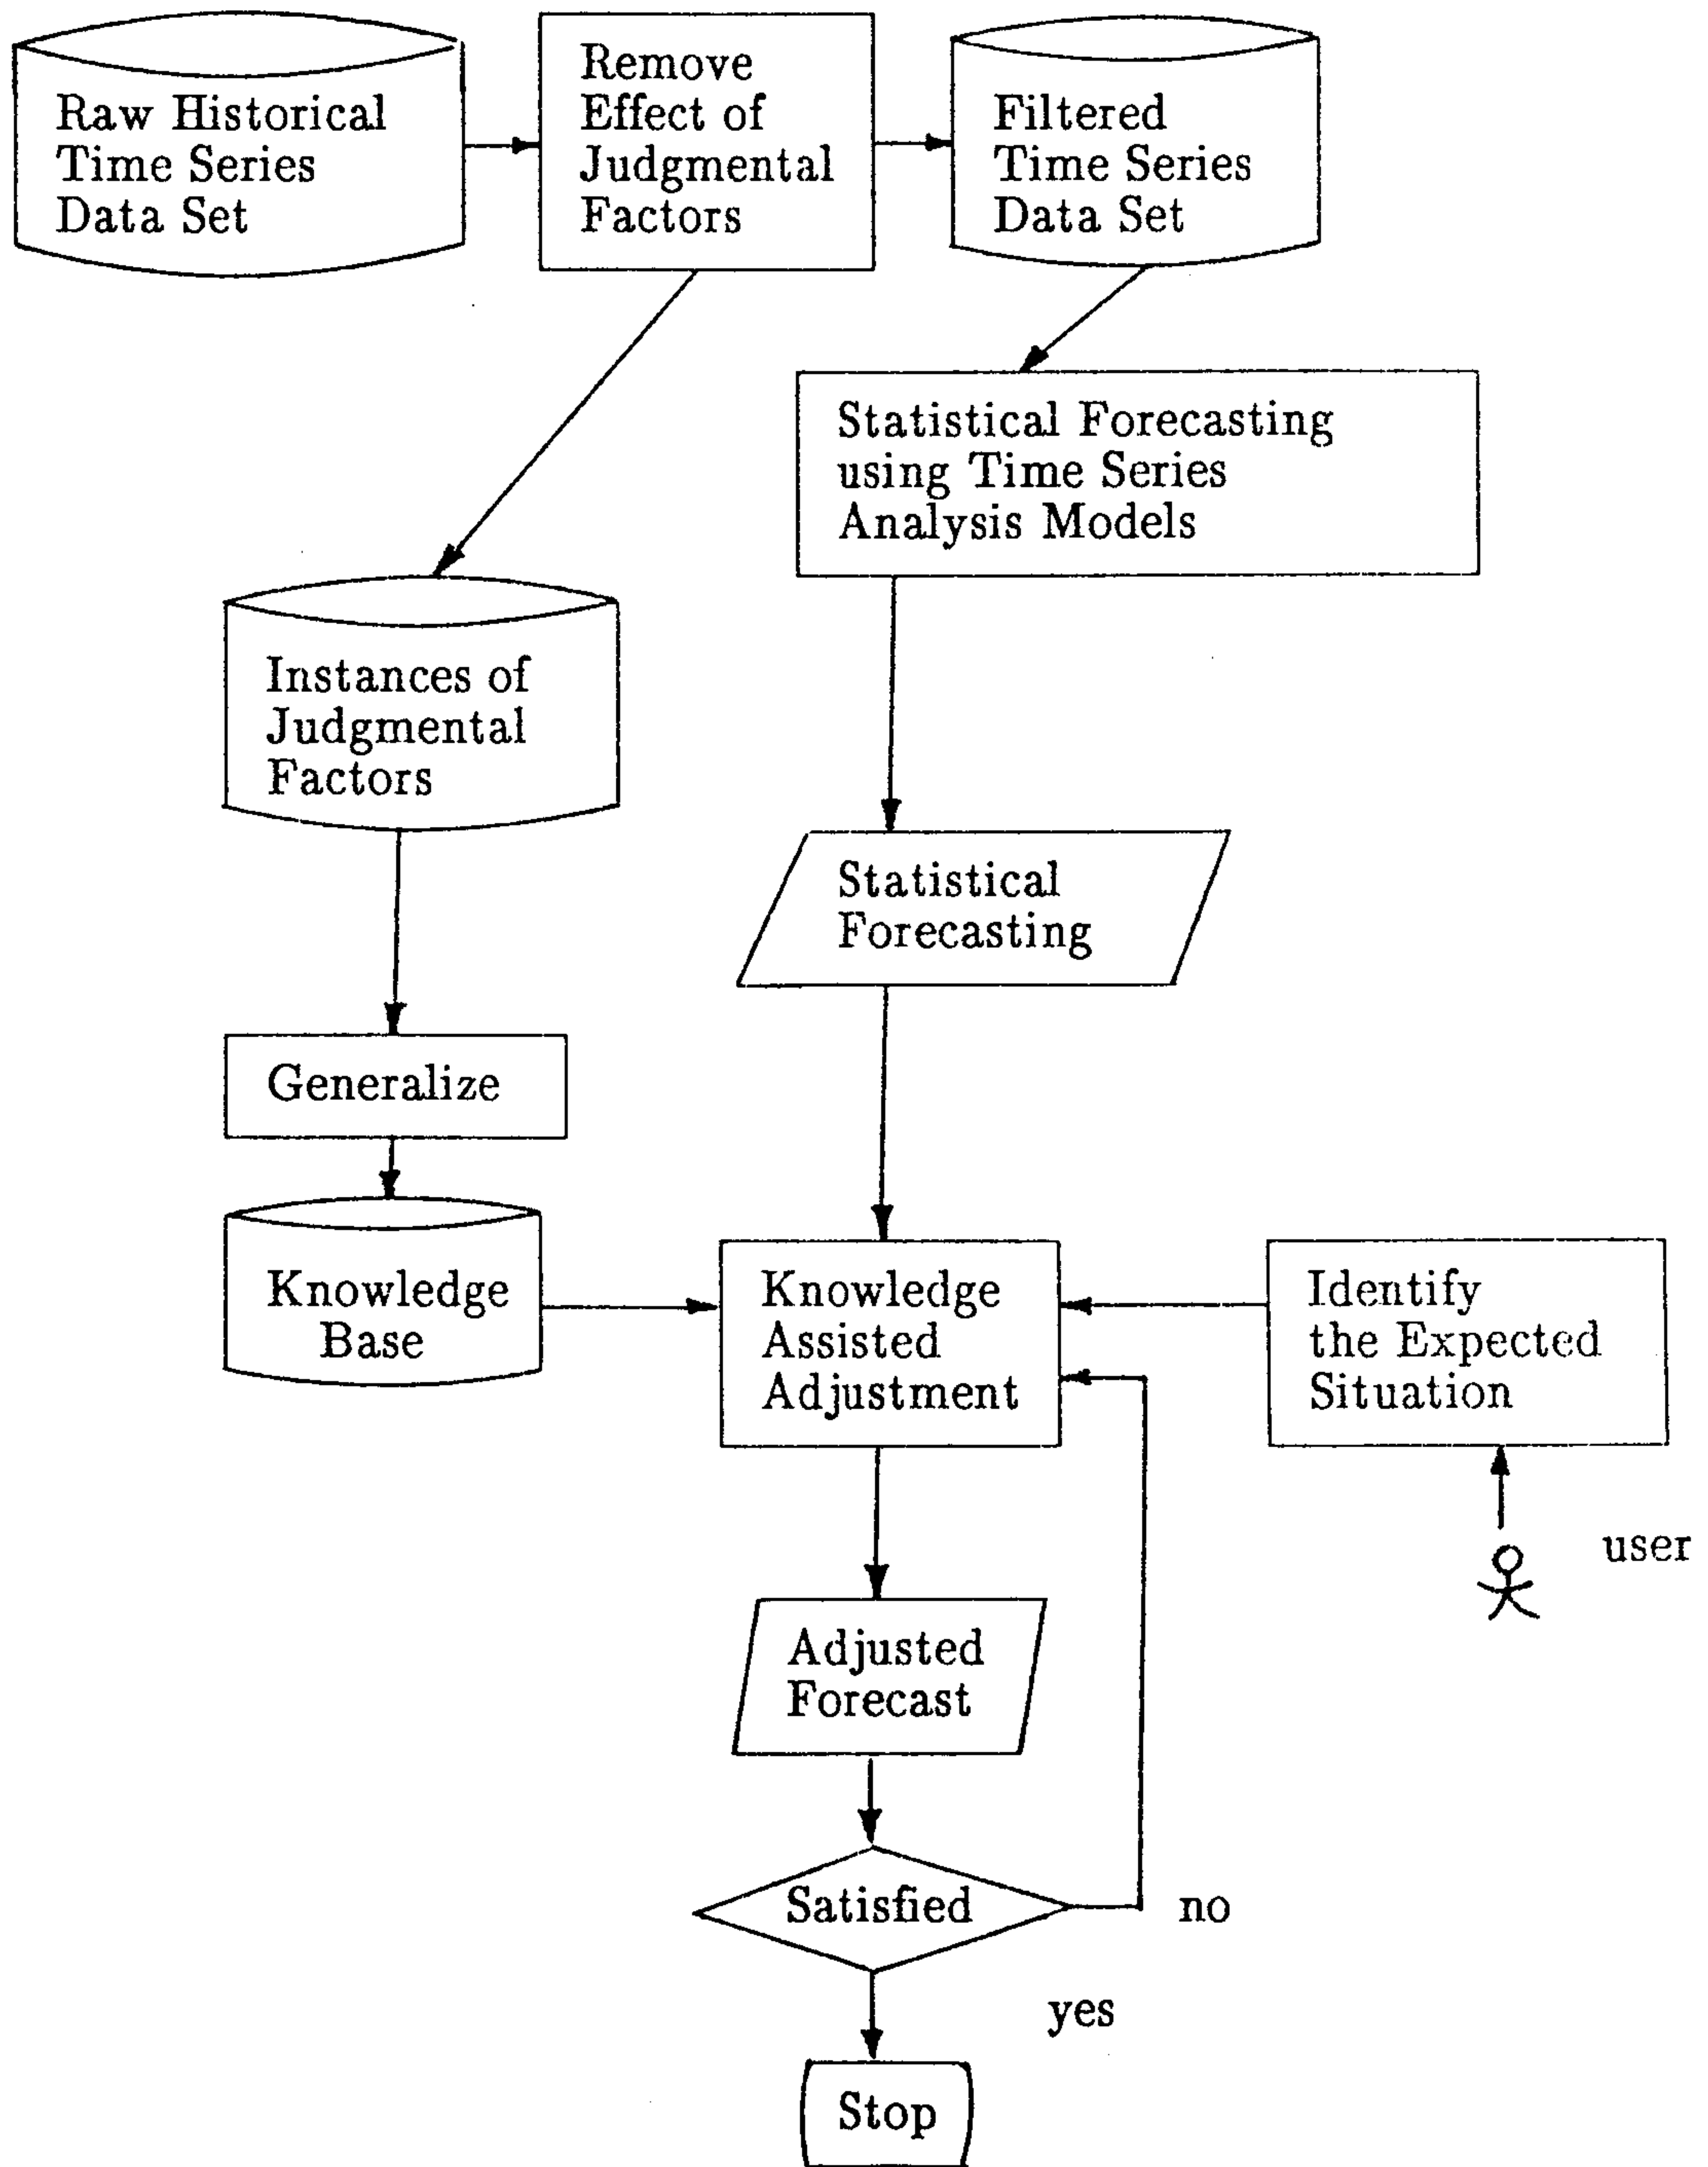 Raw Historical
Time Series
Data Set
Remove
Effect of
Judgmental
Factors
Filtered
Time Series
Data Set
Statistical Forecasting
using Time Series
Analysis Models
Instances of
Judgmental
Factors
Statistical
Forecasting
Generalize
Knowledge
Base
Knowledge
Assisted
Adjustment
Identify
the Expected
Situation
user
Adjusted
Forecast
Satisfied
no
yes
Stop